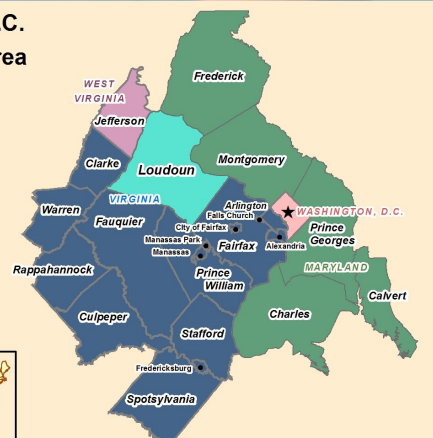 .C.
rea
Frederick
WEST
VIRGINIA
Jefferson
Clarke
Loudoun
Montgomery
VIRGINIA
Warren
Fauquier
Arlington
Falls Church
City of Fairfax
WASHINGTON, D.C.
Manassas Park
Manassas
Fairfax
Alexandria
Prince
Georges
MARYLAND
Rappahannock
Prince
William
Calvert
Culpeper
Charles
Stafford
Fredericksburg
Spotsylvania